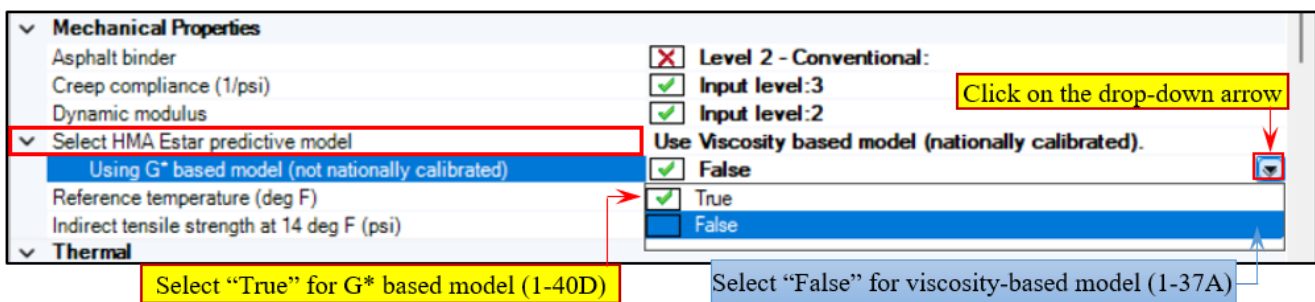 Mechanical Properties
Asphalt binder Level 2 - Conventional:
Creep compliance (1/psi) Input level:3
Click on the drop-down arrow
Dynamic modulus Input level:2
Select HMA Estar predictive model Use Viscosity based model (nationally calibrated).
Using G* based model (not nationally calibrated) False
Reference temperature (deg F) True
Indirect tensile strength at 14 deg F (psi) False
Thermal
Select “True” for G* based model (1-40D) Select “False” for viscosity-based model (1-37A)